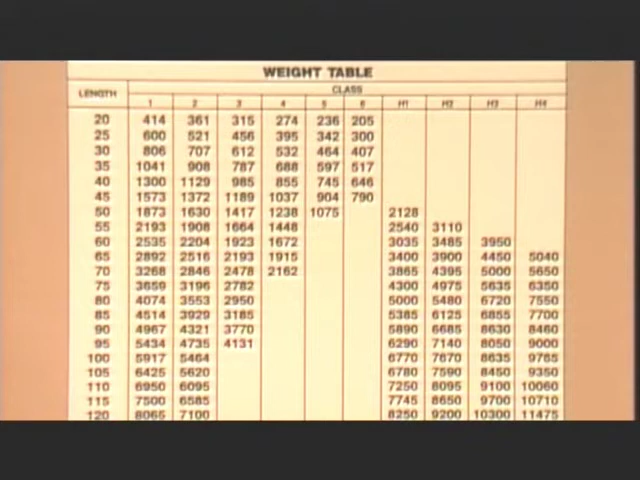 WEIGHT TABLE
LENGTH CLASS
1 2 3 4 5 6 H1 H2 H3 H4
20 414 361 315 274 236 205
25 600 521 456 395 342 300
30 806 707 612 532 464 407
35 1041 908 787 688 597 517
40 1300 1129 985 855 745 646
45 1573 1372 1189 1037 904 790
50 1873 1630 1417 1238 1075 2128
55 2193 1908 1664 1448 2540 3110
60 2535 2204 1923 1672 3035 3485 3950
65 2892 2516 2193 1915 3400 3900 4450 5040
70 3268 2846 2478 2162 3865 4395 5000 5650
75 3659 3196 2782 4300 4975 5635 6350
80 4074 3553 2950 5000 5480 6720 7550
85 4514 3929 3185 5385 6125 6855 7700
90 4967 4321 3770 5890 6685 8630 8460
95 5434 4735 4131 6290 7140 8050 9000
100 5917 5464 6770 7670 8635 9765
105 6425 5620 6780 7590 8450 9350
110 6950 6095 7250 8095 9100 10060
115 7500 6585 7745 8650 9700 10710
120 8065 7100 8250 9200 10300 11475